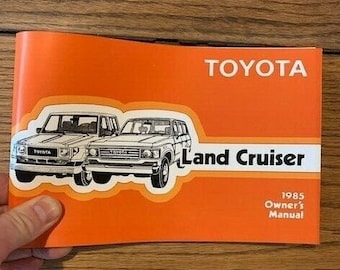 TOYOTA
TOYOTA
Land Cruiser
1985
Owner's
Manual